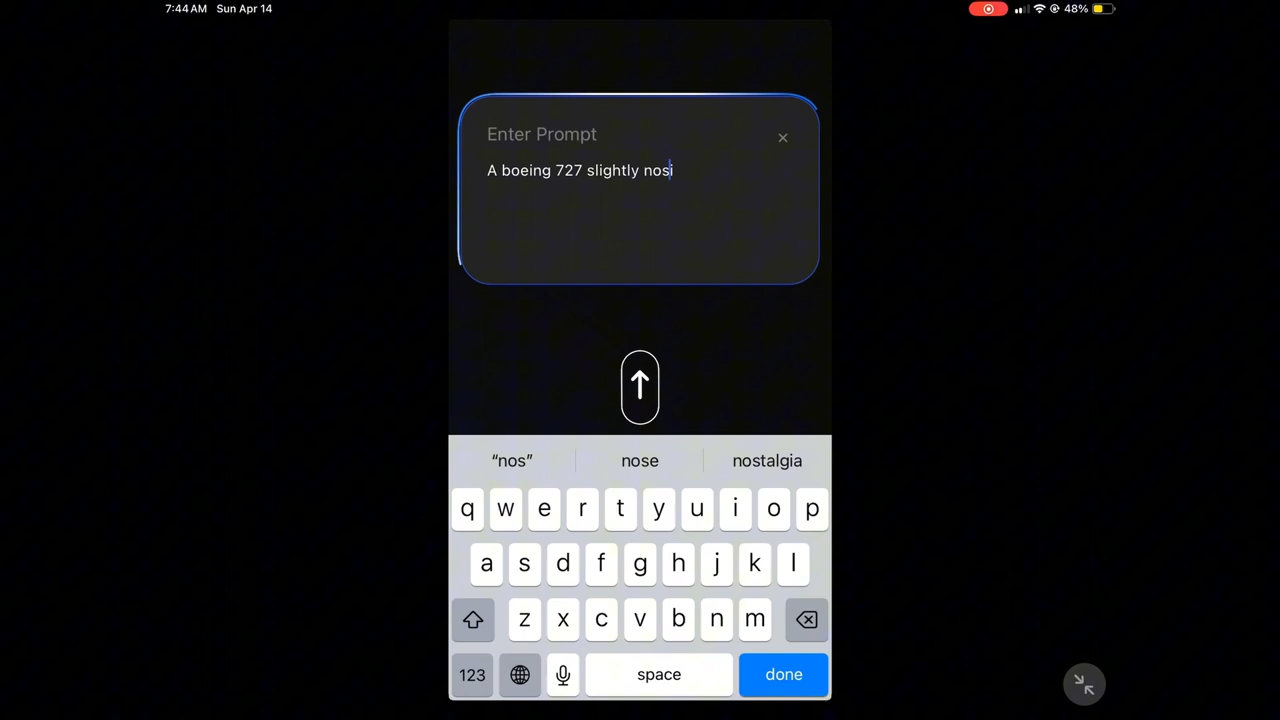 7:44 AM Sun Apr 14
48%
Enter Prompt
A boeing 727 slightly nosi
“nos” nose nostalgia
q w e r t y u i o p
a s d f g h j k l
z x c v b n m
123 space done